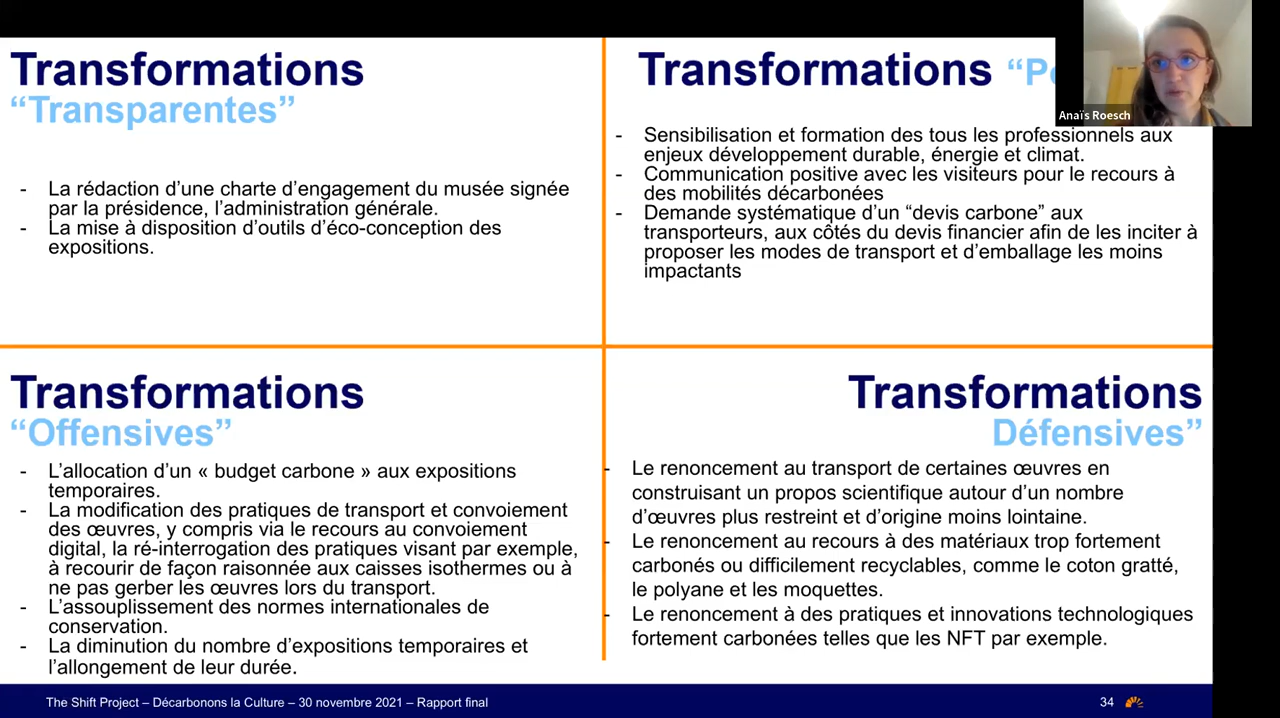 Transformations
“Transparentes”
- La rédaction d’une charte d’engagement du musée signée
par la présidence, l’administration générale.
- La mise à disposition d’outils d’éco-conception des
expositions.
Transformations
Anaïs Roesch
- Sensibilisation et formation des tous les professionnels aux
enjeux développement durable, énergie et climat.
- Communication positive avec les visiteurs pour le recours à
des mobilités décarbonées
- Demande systématique d’un “devis carbone” aux
transporteurs, aux côtés du devis financier afin de les inciter à
proposer les modes de transport et d’emballage les moins
impactants
Transformations
“Offensives”
- L’allocation d’un « budget carbone » aux expositions
temporaires.
- La modification des pratiques de transport et convoiement
des œuvres, y compris via le recours au convoiement
digital, la ré-interrogation des pratiques visant par exemple,
à recourir de façon raisonnée aux caisses isothermes ou à
ne pas gerber les œuvres lors du transport.
- L’assouplissement des normes internationales de
conservation.
- La diminution du nombre d’expositions temporaires et
l’allongement de leur durée.
Transformations
Défensives”
- Le renoncement au transport de certaines œuvres en
construisant un propos scientifique autour d’un nombre
d’œuvres plus restreint et d’origine moins lointaine.
- Le renoncement au recours à des matériaux trop fortement
carbonés ou difficilement recyclables, comme le coton gratté,
le polyane et les moquettes.
- Le renoncement à des pratiques et innovations technologiques
fortement carbonées telles que les NFT par exemple.
The Shift Project – Décarbonons la Culture – 30 novembre 2021 – Rapport final
34